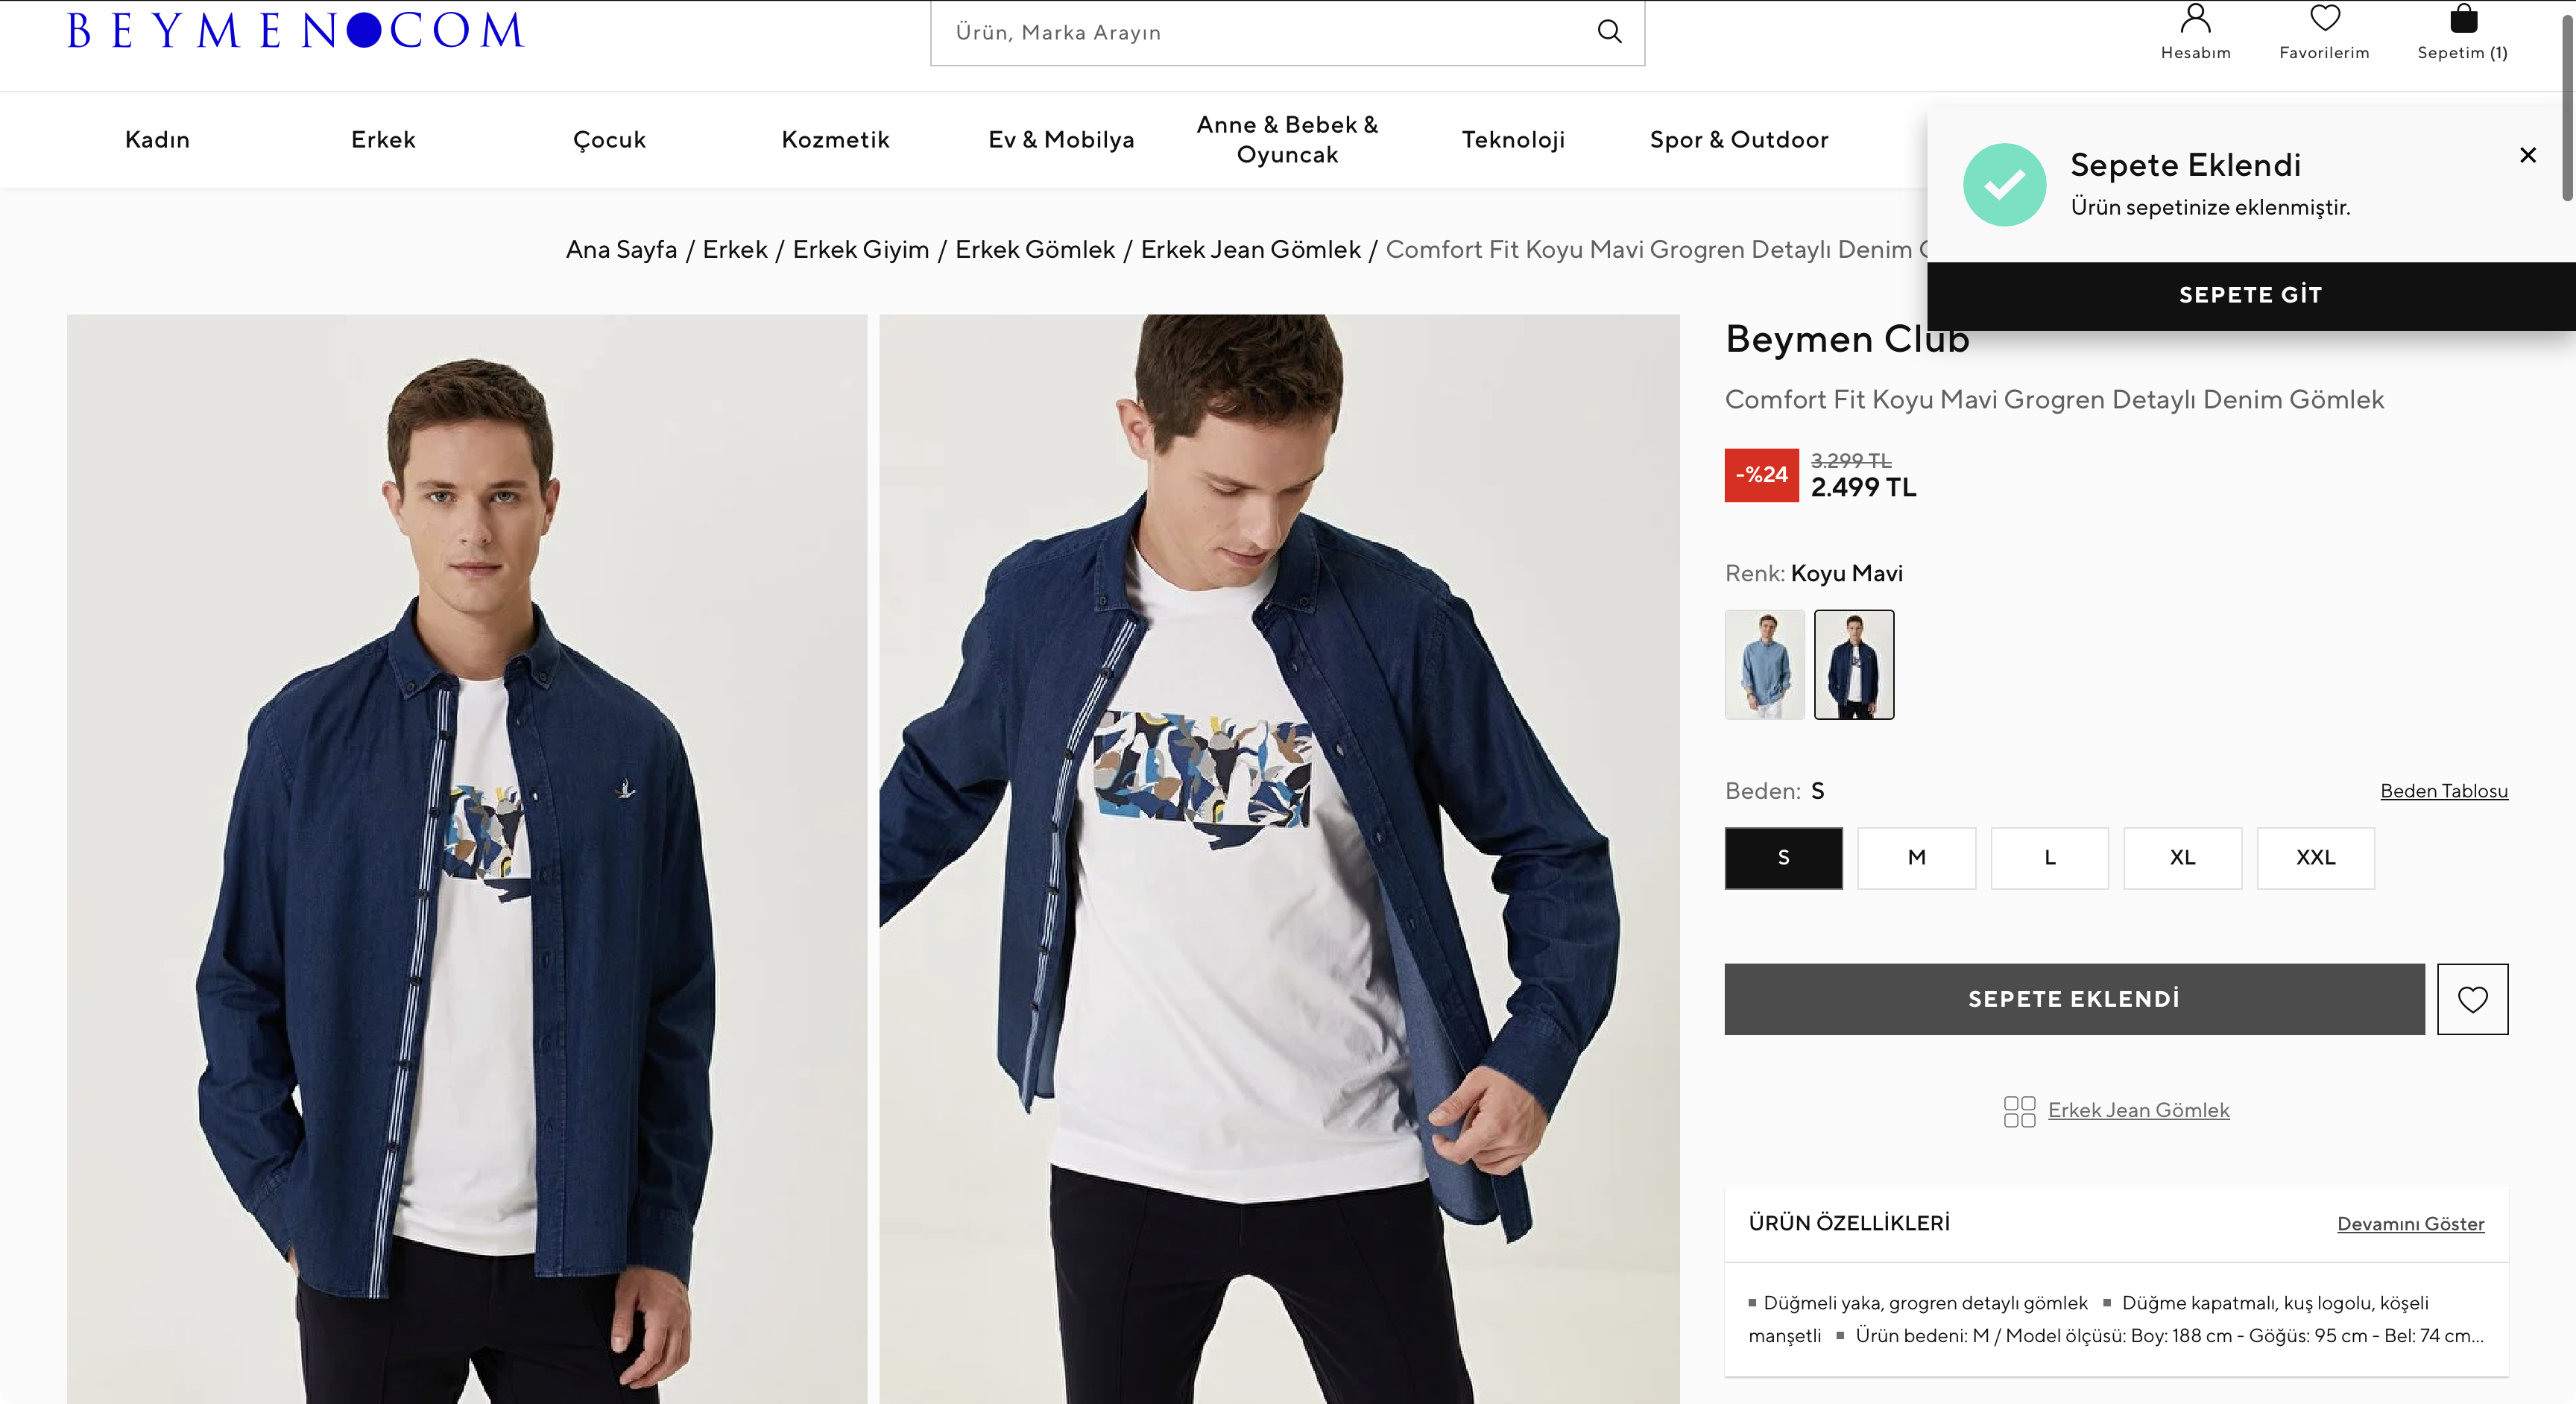 BEYMEN COM
Ürün, Marka Arayın
Hesabım
Favorilerim
Sepetim (1)
Kadın
Erkek
Çocuk
Kozmetik
Ev & Mobilya
Anne & Bebek &
Oyuncak
Teknoloji
Spor & Outdoor
Sepete Eklendi
Ürün sepetinize eklenmiştir.
SEPETE GİT
Ana Sayfa / Erkek / Erkek Giyim / Erkek Gömlek / Erkek Jean Gömlek / Comfort Fit Koyu Mavi Grogren Detaylı Denim
Beymen Club
Comfort Fit Koyu Mavi Grogren Detaylı Denim Gömlek
-%24
3.299 TL
2.499 TL
Renk: Koyu Mavi
Beden: S
Beden Tablosu
S
M
L
XL
XXL
SEPETE EKLENDİ
Erkek Jean Gömlek
ÜRÜN ÖZELLİKLERİ
Devamını Göster
▪ Düğmeli yaka, grogren detaylı gömlek ▪ Düğme kapatmalı, kuş logolu, köşeli
manşetli ▪ Ürün bedeni: M / Model ölçüsü: Boy: 188 cm - Göğüs: 95 cm - Bel: 74 cm...